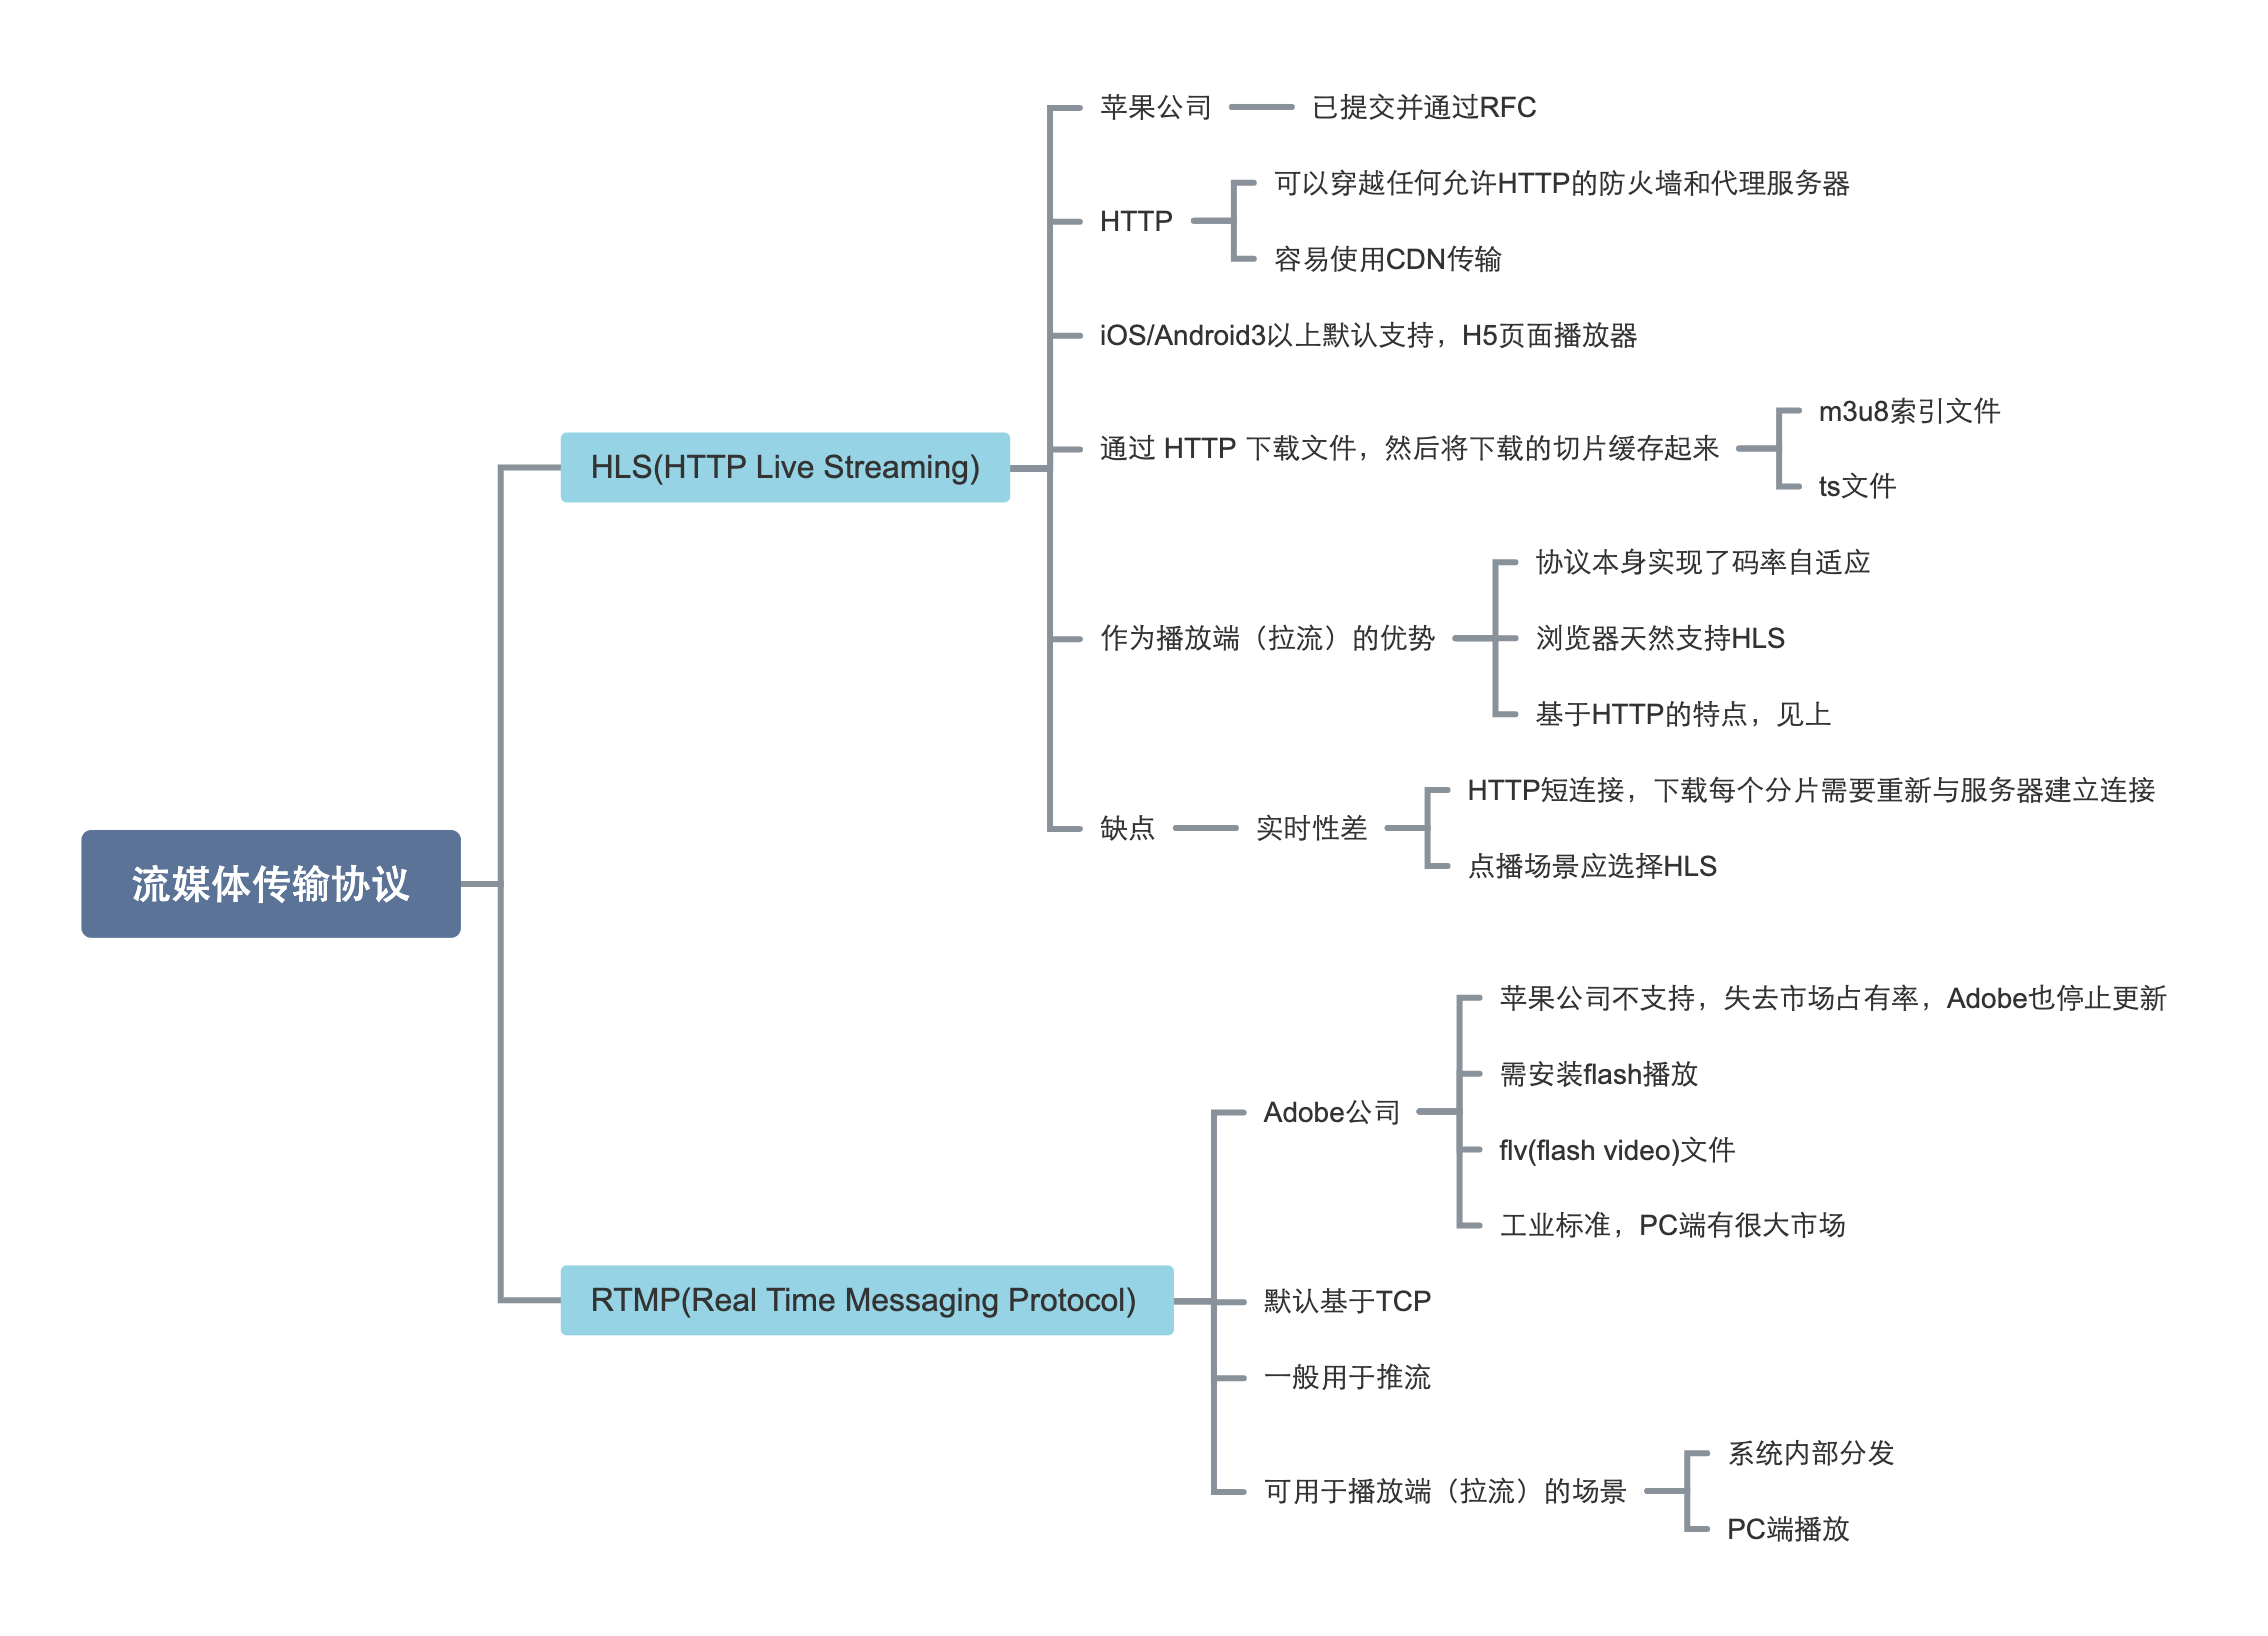 流媒体传输协议
HLS(HTTP Live Streaming)
苹果公司
已提交并通过RFC
HTTP
可以穿越任何允许HTTP的防火墙和代理服务器
容易使用CDN传输
iOS/Android3以上默认支持，H5页面播放器
通过 HTTP 下载文件，然后将下载的切片缓存起来
m3u8索引文件
ts文件
作为播放端（拉流）的优势
协议本身实现了码率自适应
浏览器天然支持HLS
基于HTTP的特点，见上
缺点
实时性差
HTTP短连接，下载每个分片需要重新与服务器建立连接
点播场景应选择HLS
RTMP(Real Time Messaging Protocol)
Adobe公司
苹果公司不支持，失去市场占有率，Adobe也停止更新
需安装flash播放
flv(flash video)文件
工业标准，PC端有很大市场
默认基于TCP
一般用于推流
可用于播放端（拉流）的场景
系统内部分发
PC端播放